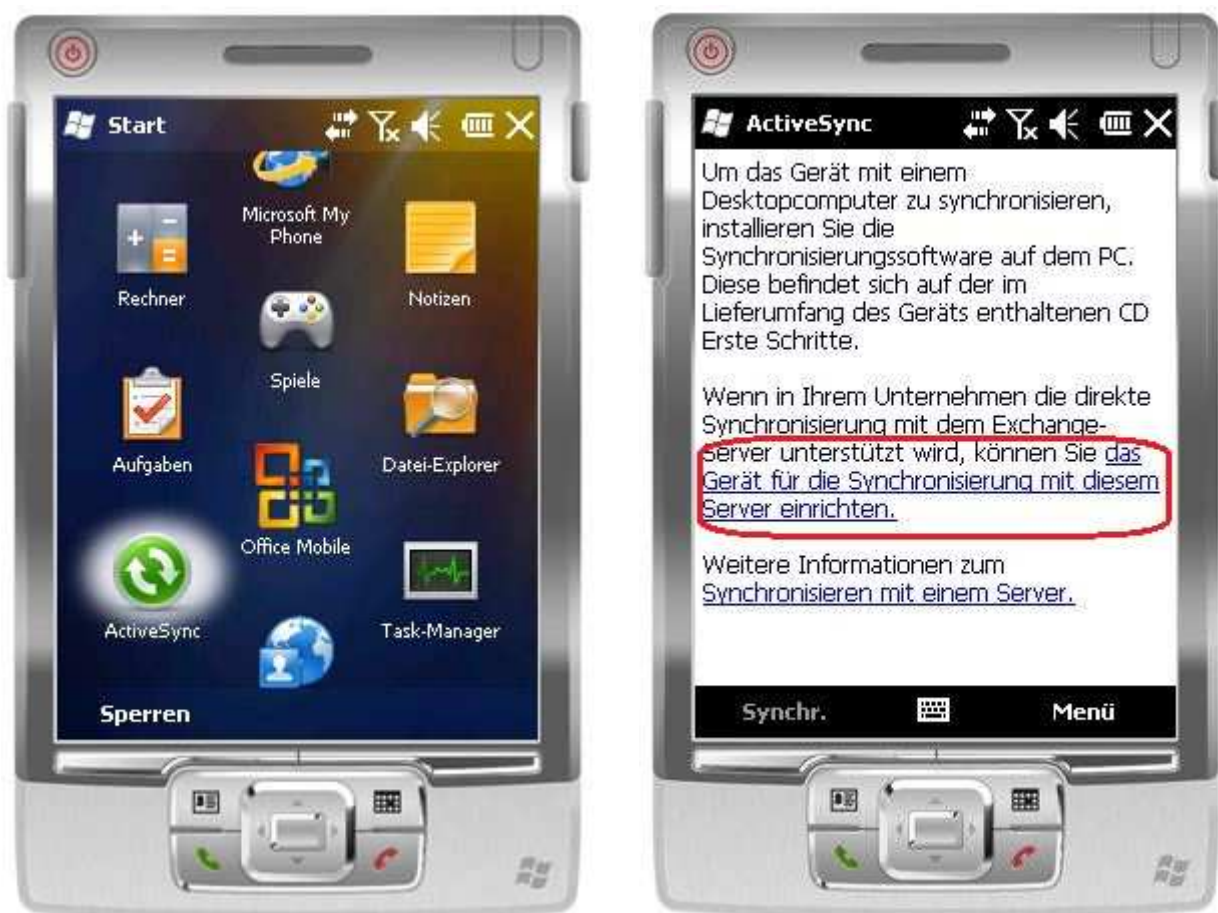 Start
Microsoft My
Phone
Rechner
Notizen
Spiele
Aufgaben
Datei-Explorer
Office Mobile
ActiveSync
Task-Manager
Sperren
ActiveSync
Um das Gerät mit einem
Desktopcomputer zu synchronisieren,
installieren Sie die
Synchronisierungssoftware auf dem PC.
Diese befindet sich auf der im
Lieferumfang des Geräts enthaltenen CD
Erste Schritte.
Wenn in Ihrem Unternehmen die direkte
Synchronisierung mit dem Exchange-
Server unterstützt wird, können Sie das
Gerät für die Synchronisierung mit diesem
Server einrichten.
Weitere Informationen zum
Synchronisieren mit einem Server.
Synchr.
Menü